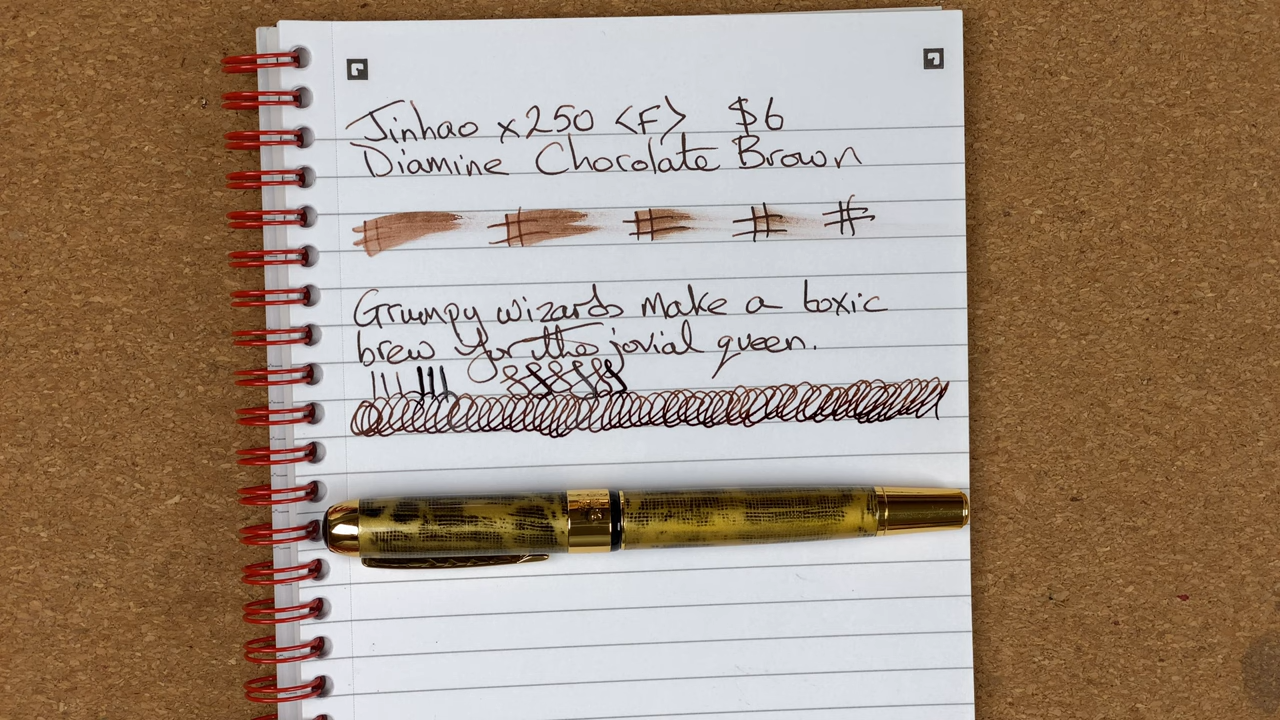 Jinhao x250 <F> $6
Diamine Chocolate Brown
# # # # #
Grumpy wizards make a toxic
brew for the jovial queen.